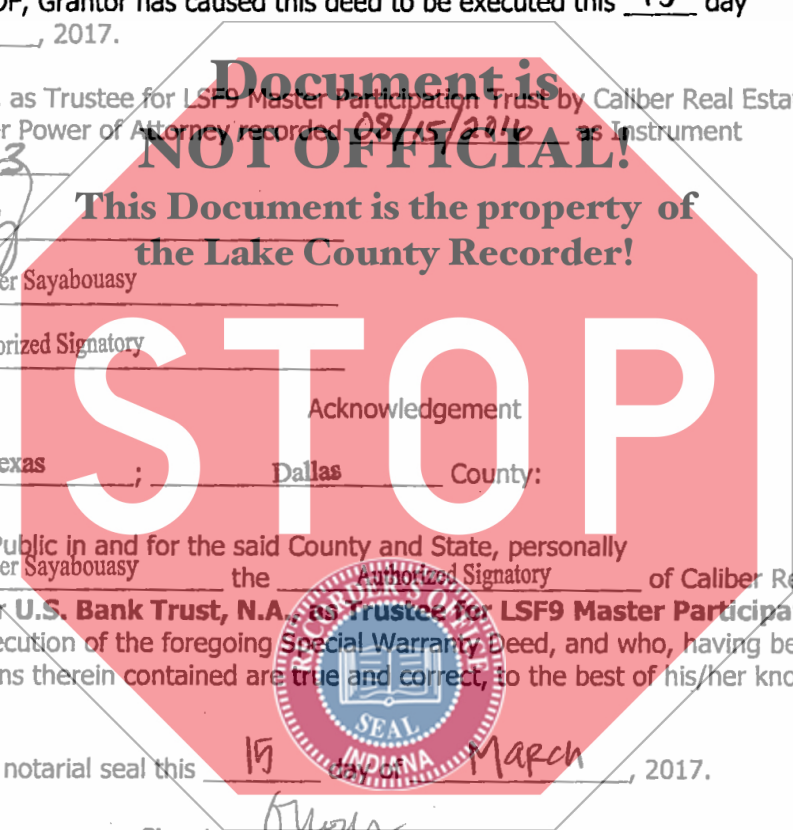 OF, Grantor has caused this deed to be executed this 15 day
, 2017.
Document is
as Trustee for LSF9 Master Participation Trust by Caliber Real Esta
r Power of Attorney recorded 08/15/2016 as Instrument
NOT OFFICIAL!
3
This Document is the property of
the Lake County Recorder!
er Sayabouasy
orized Signatory
STOP
Acknowledgement
exas ; Dallas County:
Public in and for the said County and State, personally
er Sayabouasy the Authorized Signatory of Caliber Re
r U.S. Bank Trust, N.A., as Trustee for LSF9 Master Participa
ecution of the foregoing Special Warranty Deed, and who, having be
ns therein contained are true and correct, to the best of his/her kno
RECORDER'S OFFICE
SEAL
INDIANA
notarial seal this 15 day of March, 2017.